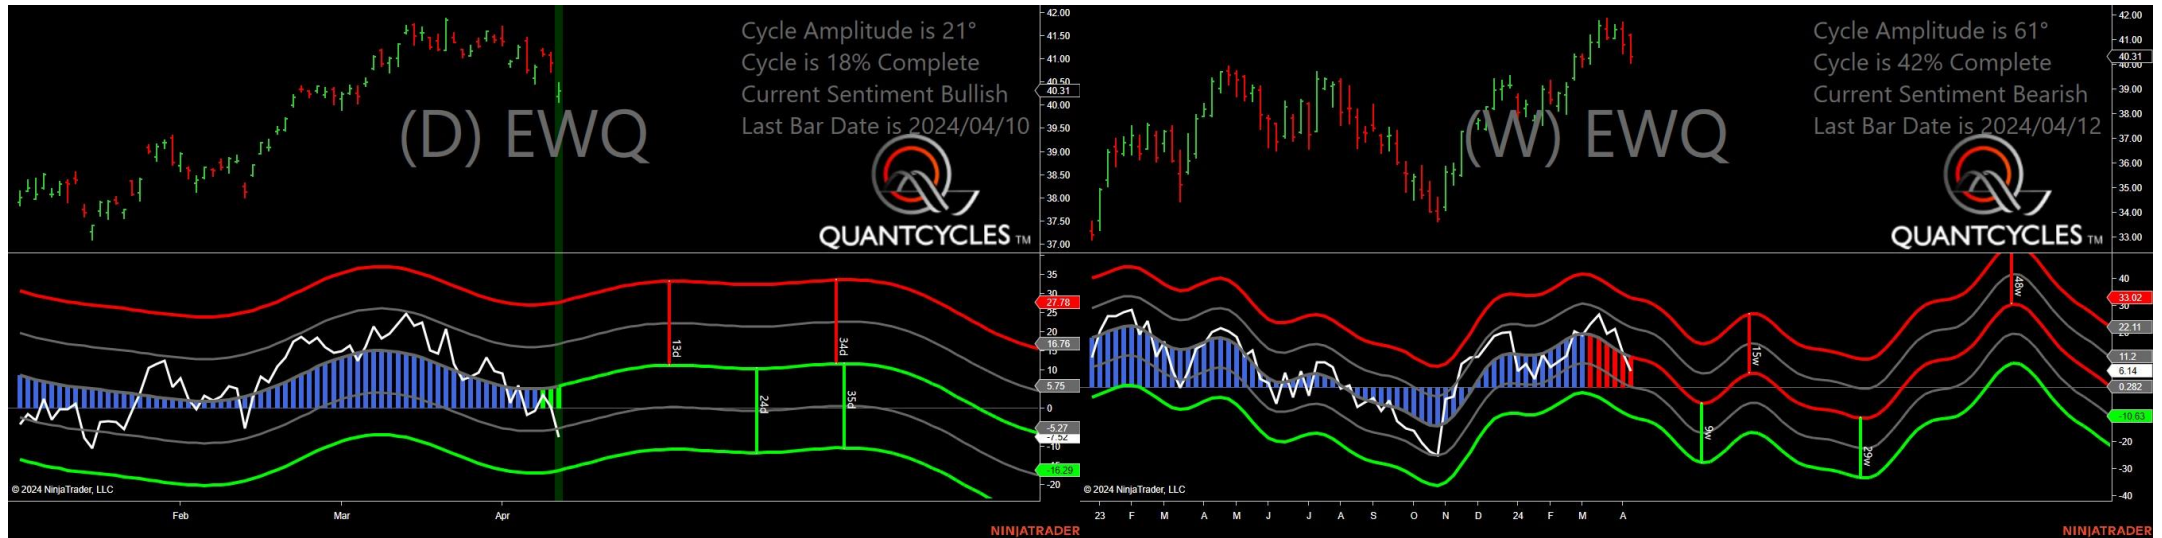 Cycle Amplitude is 21°
Cycle is 18% Complete
Current Sentiment Bullish
Last Bar Date is 2024/04/10
(D) EWQ
QUANTCYCLES TM
42.00
41.50
41.00
40.50
40.31
40.00
39.50
39.00
38.50
38.00
37.50
37.00
35
30
27.78
25
20
16.76
15
10
5.75
0
-5.27
-7.52
-10
-16.29
-20
13d
24d
34d
35d
© 2024 NinjaTrader, LLC
Feb
Mar
Apr
NINJATRADER
Cycle Amplitude is 61°
Cycle is 42% Complete
Current Sentiment Bearish
Last Bar Date is 2024/04/12
(W) EWQ
QUANTCYCLES TM
42.00
41.00
40.31
40.00
39.00
38.00
37.00
36.00
35.00
34.00
33.00
40
33.02
30
22.11
11.2
6.14
0.282
-10.63
-20
-30
-40
9w
15w
29w
48w
© 2024 NinjaTrader, LLC
23 F M A M J J A S O N D 24 F M A
NINJATRADER